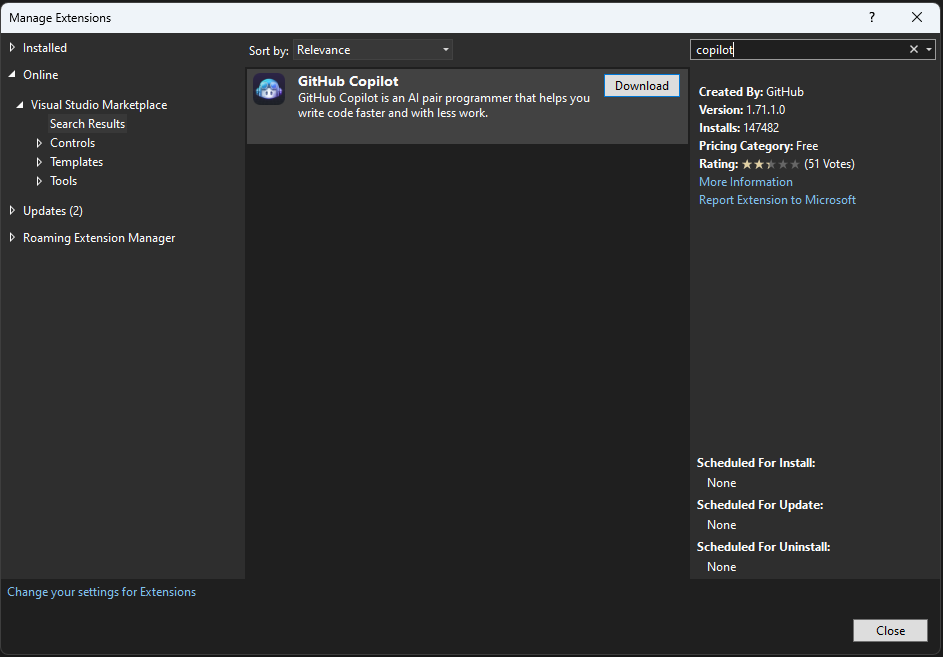 Manage Extensions
?
Installed
Online
Visual Studio Marketplace
Search Results
Controls
Templates
Tools
Updates (2)
Roaming Extension Manager
Sort by: Relevance
GitHub Copilot
GitHub Copilot is an AI pair programmer that helps you
write code faster and with less work.
Download
copilot
Created By: GitHub
Version: 1.71.1.0
Installs: 147482
Pricing Category: Free
Rating: (51 Votes)
More Information
Report Extension to Microsoft
Scheduled For Install:
None
Scheduled For Update:
None
Scheduled For Uninstall:
None
Change your settings for Extensions
Close